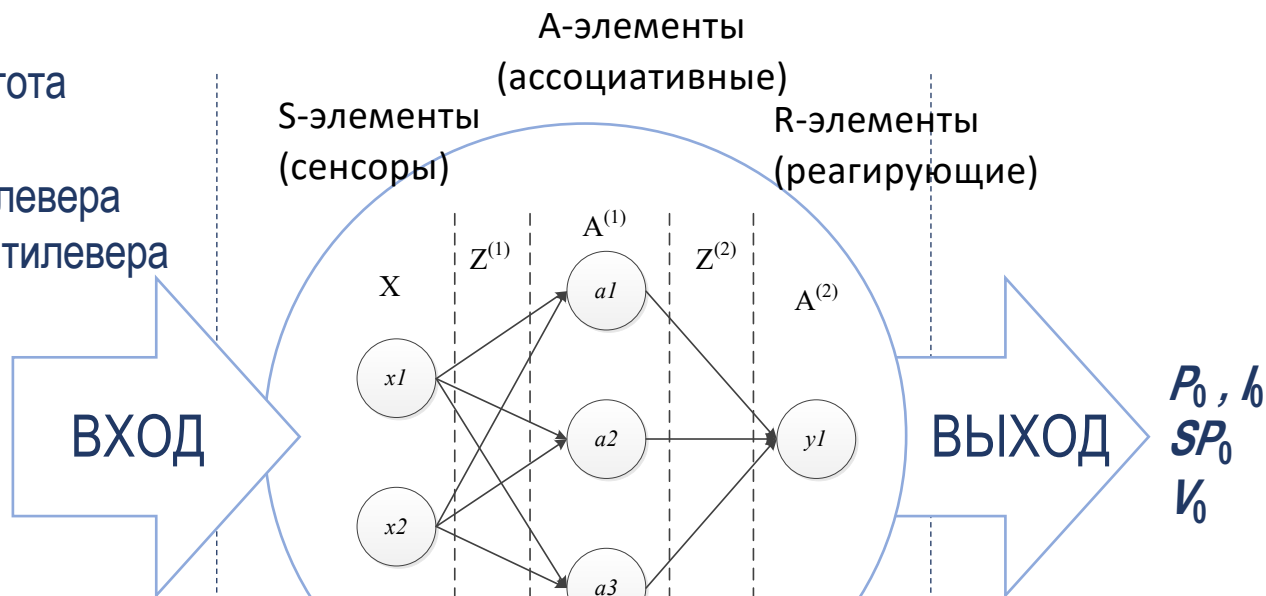 А-элементы
(ассоциативные)
S-элементы
(сенсоры)
R-элементы
(реагирующие)
X
Z(1)
A(1)
Z(2)
A(2)
x1
x2
a1
a2
a3
y1
ВХОД
ВЫХОД
P0 , I0
SP0
V0